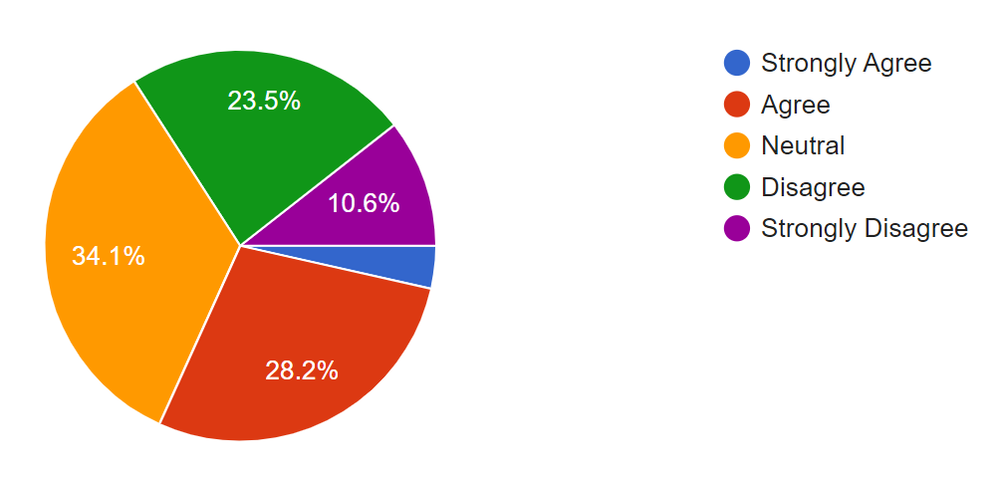 23.5%
10.6%
34.1%
28.2%
Strongly Agree
Agree
Neutral
Disagree
Strongly Disagree